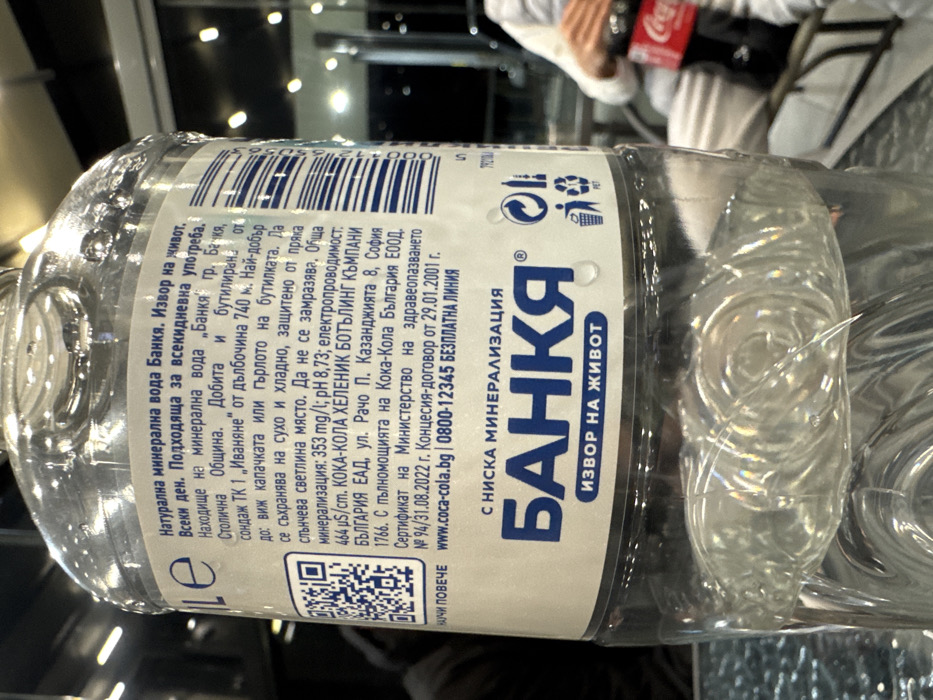 Натурална минерална вода Банкя. Извор на живот.
Всеки ден. Подходяща за всекидневна употреба.
Находище на минерална вода „Банкя" гр. Банкя,
Столична Община. Добита и бутилирана от
сондаж ТК 1 „Иваняне" от дълбочина 740 м. Най-добър
до: виж капачката или гърлото на бутилката. Да
се съхранява на сухо и хладно, защитено от пряка
слънчева светлина място. Да не се замразява. Обща
минерализация: 353 mg/l; pH 8,73; електропроводимост:
464 µS/cm. КОКА-КОЛА ХЕЛЕНИК БОТЪЛИНГ КЪМПАНИ
БЪЛГАРИЯ ЕАД, ул. Рачо П. Казанджията 8, София
1766. С пълномощията на Кока-Кола България ЕООД.
Сертификат на Министерство на здравеопазването
№ 94/31.08.2022 г. Концесия-договор от 29.01.2001 г.
www.coca-cola.bg | 0800-12345 БЕЗПЛАТНА ЛИНИЯ
℮
НАУЧИ ПОВЕЧЕ
С НИСКА МИНЕРАЛИЗАЦИЯ
БАНКЯ®
ИЗВОР НА ЖИВОТ
PET
Coca-Cola